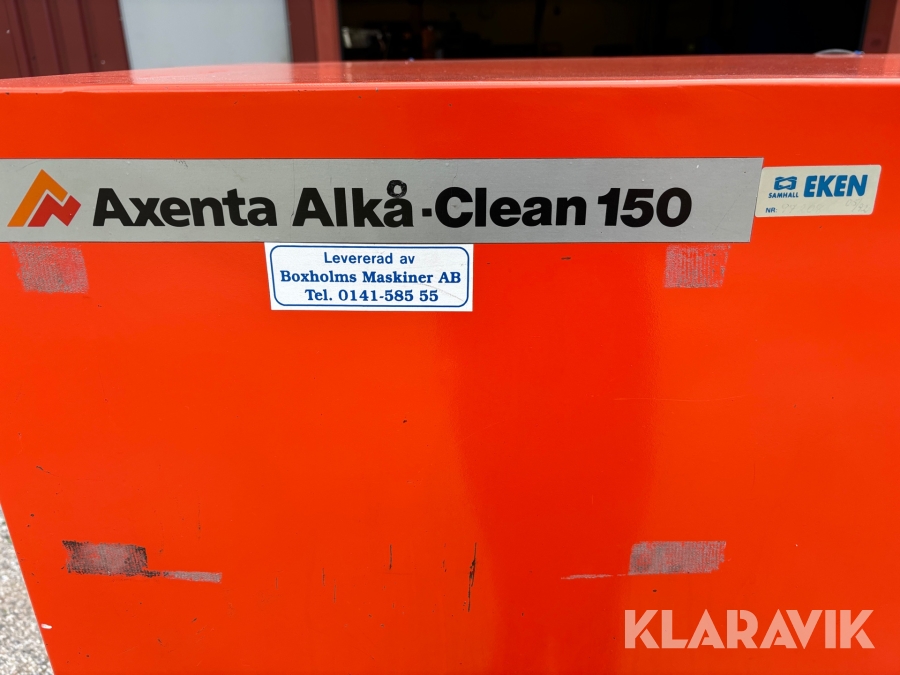 Axenta Alkå-Clean 150
SAMHALL EKEN
NR:
Levererad av
Boxholms Maskiner AB
Tel. 0141-585 55
KLARAVIK